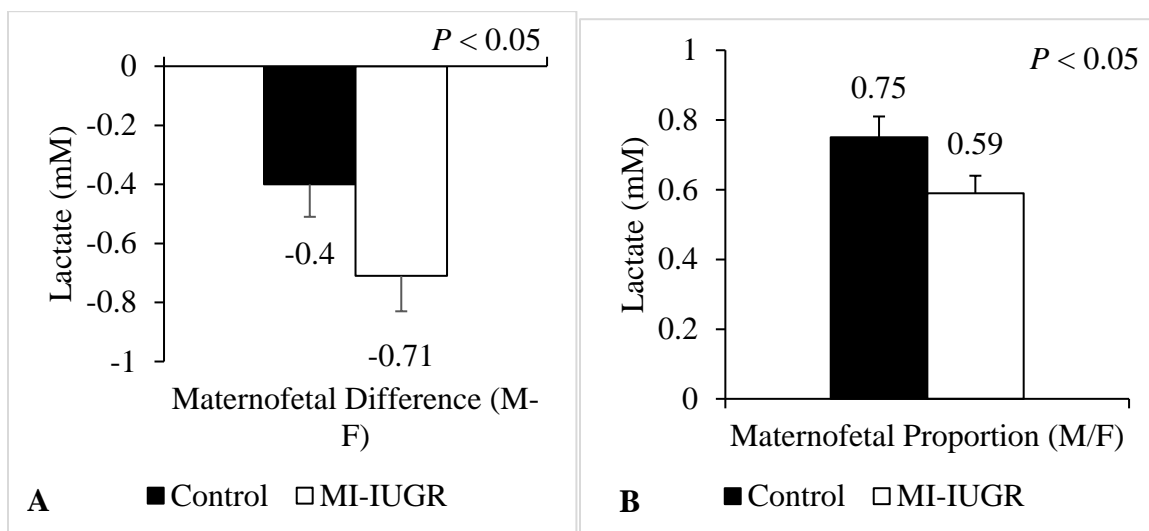 P < 0.05
0
-0.2
-0.4
-0.6
-0.8
-1
Lactate (mM)
-0.4
-0.71
Maternofetal Difference (M-
F)
A
Control
MI-IUGR
P < 0.05
1
0.8
0.6
0.4
0.2
0
Lactate (mM)
0.75
0.59
Maternofetal Proportion (M/F)
B
Control
MI-IUGR